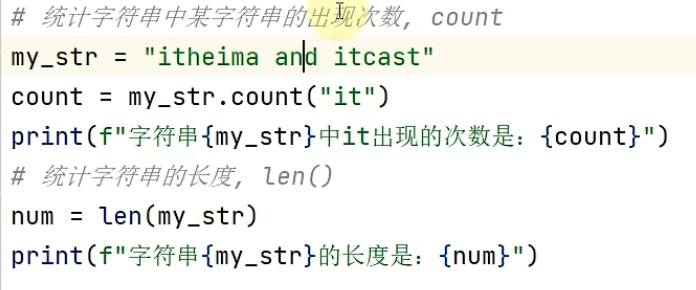 # 统计字符串中某字符串的出现次数, count
my_str = "itheima and itcast"
count = my_str.count("it")
print(f"字符串{my_str}中it出现的次数是：{count}")
# 统计字符串的长度, len()
num = len(my_str)
print(f"字符串{my_str}的长度是：{num}")